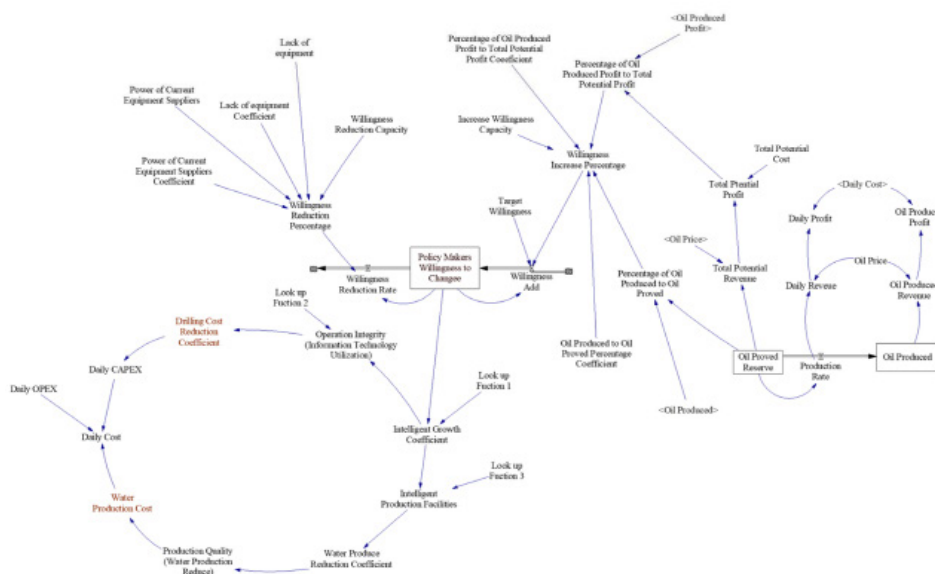 Lack of
equipment
Power of Current
Equipment Suppliers
Lack of equipment
Coefficient
Willingness
Reduction Capacity
Power of Current
Equipment Suppliers
Coefficient
Willingness
Reduction
Percentage
Percentage of Oil Produced
Profit to Total Potential
Profit Coeeficient
<Oil Produced
Profit>
Percentage of Oil
Produced Profit to Total
Potential Profit
Increase Willingness
Capacity
Willingness
Increase Percentage
Total Potential
Cost
Total Ptential
Profit
<Daily Cost>
Daily Profit
Oil Produced
Profit
Target
Willingness
<Oil Price>
Oil Price
Policy Makers
Willingness to
Changee
Willingness
Reduction Rate
Willingness
Add
Percentage of Oil
Produced to Oil
Proved
Total Potential
Revenue
Daily Reveue
Oil Produced
Revenue
Look up
Fuction 2
Drilling Cost
Reduction
Coefficient
Operation Integrity
(Information Technology
Utilization)
Oil Produced to Oil
Proved Percentage
Coefficient
Oil Proved
Reserve
Production
Rate
Oil Produced
Daily CAPEX
Daily OPEX
Look up
Fuction 1
<Oil Produced>
Daily Cost
Intelligent Growth
Coefficient
Look up
Fuction 3
Water
Production Cost
Intelligent
Production Facilities
Production Quality
(Water Production
Reduce)
Water Produce
Reduction Coefficient